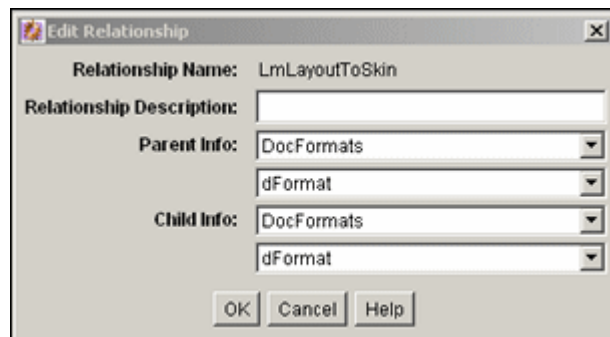 Edit Relationship
Relationship Name: LmLayoutToSkin
Relationship Description:
Parent Info: DocFormats
dFormat
Child Info: DocFormats
dFormat
OK Cancel Help